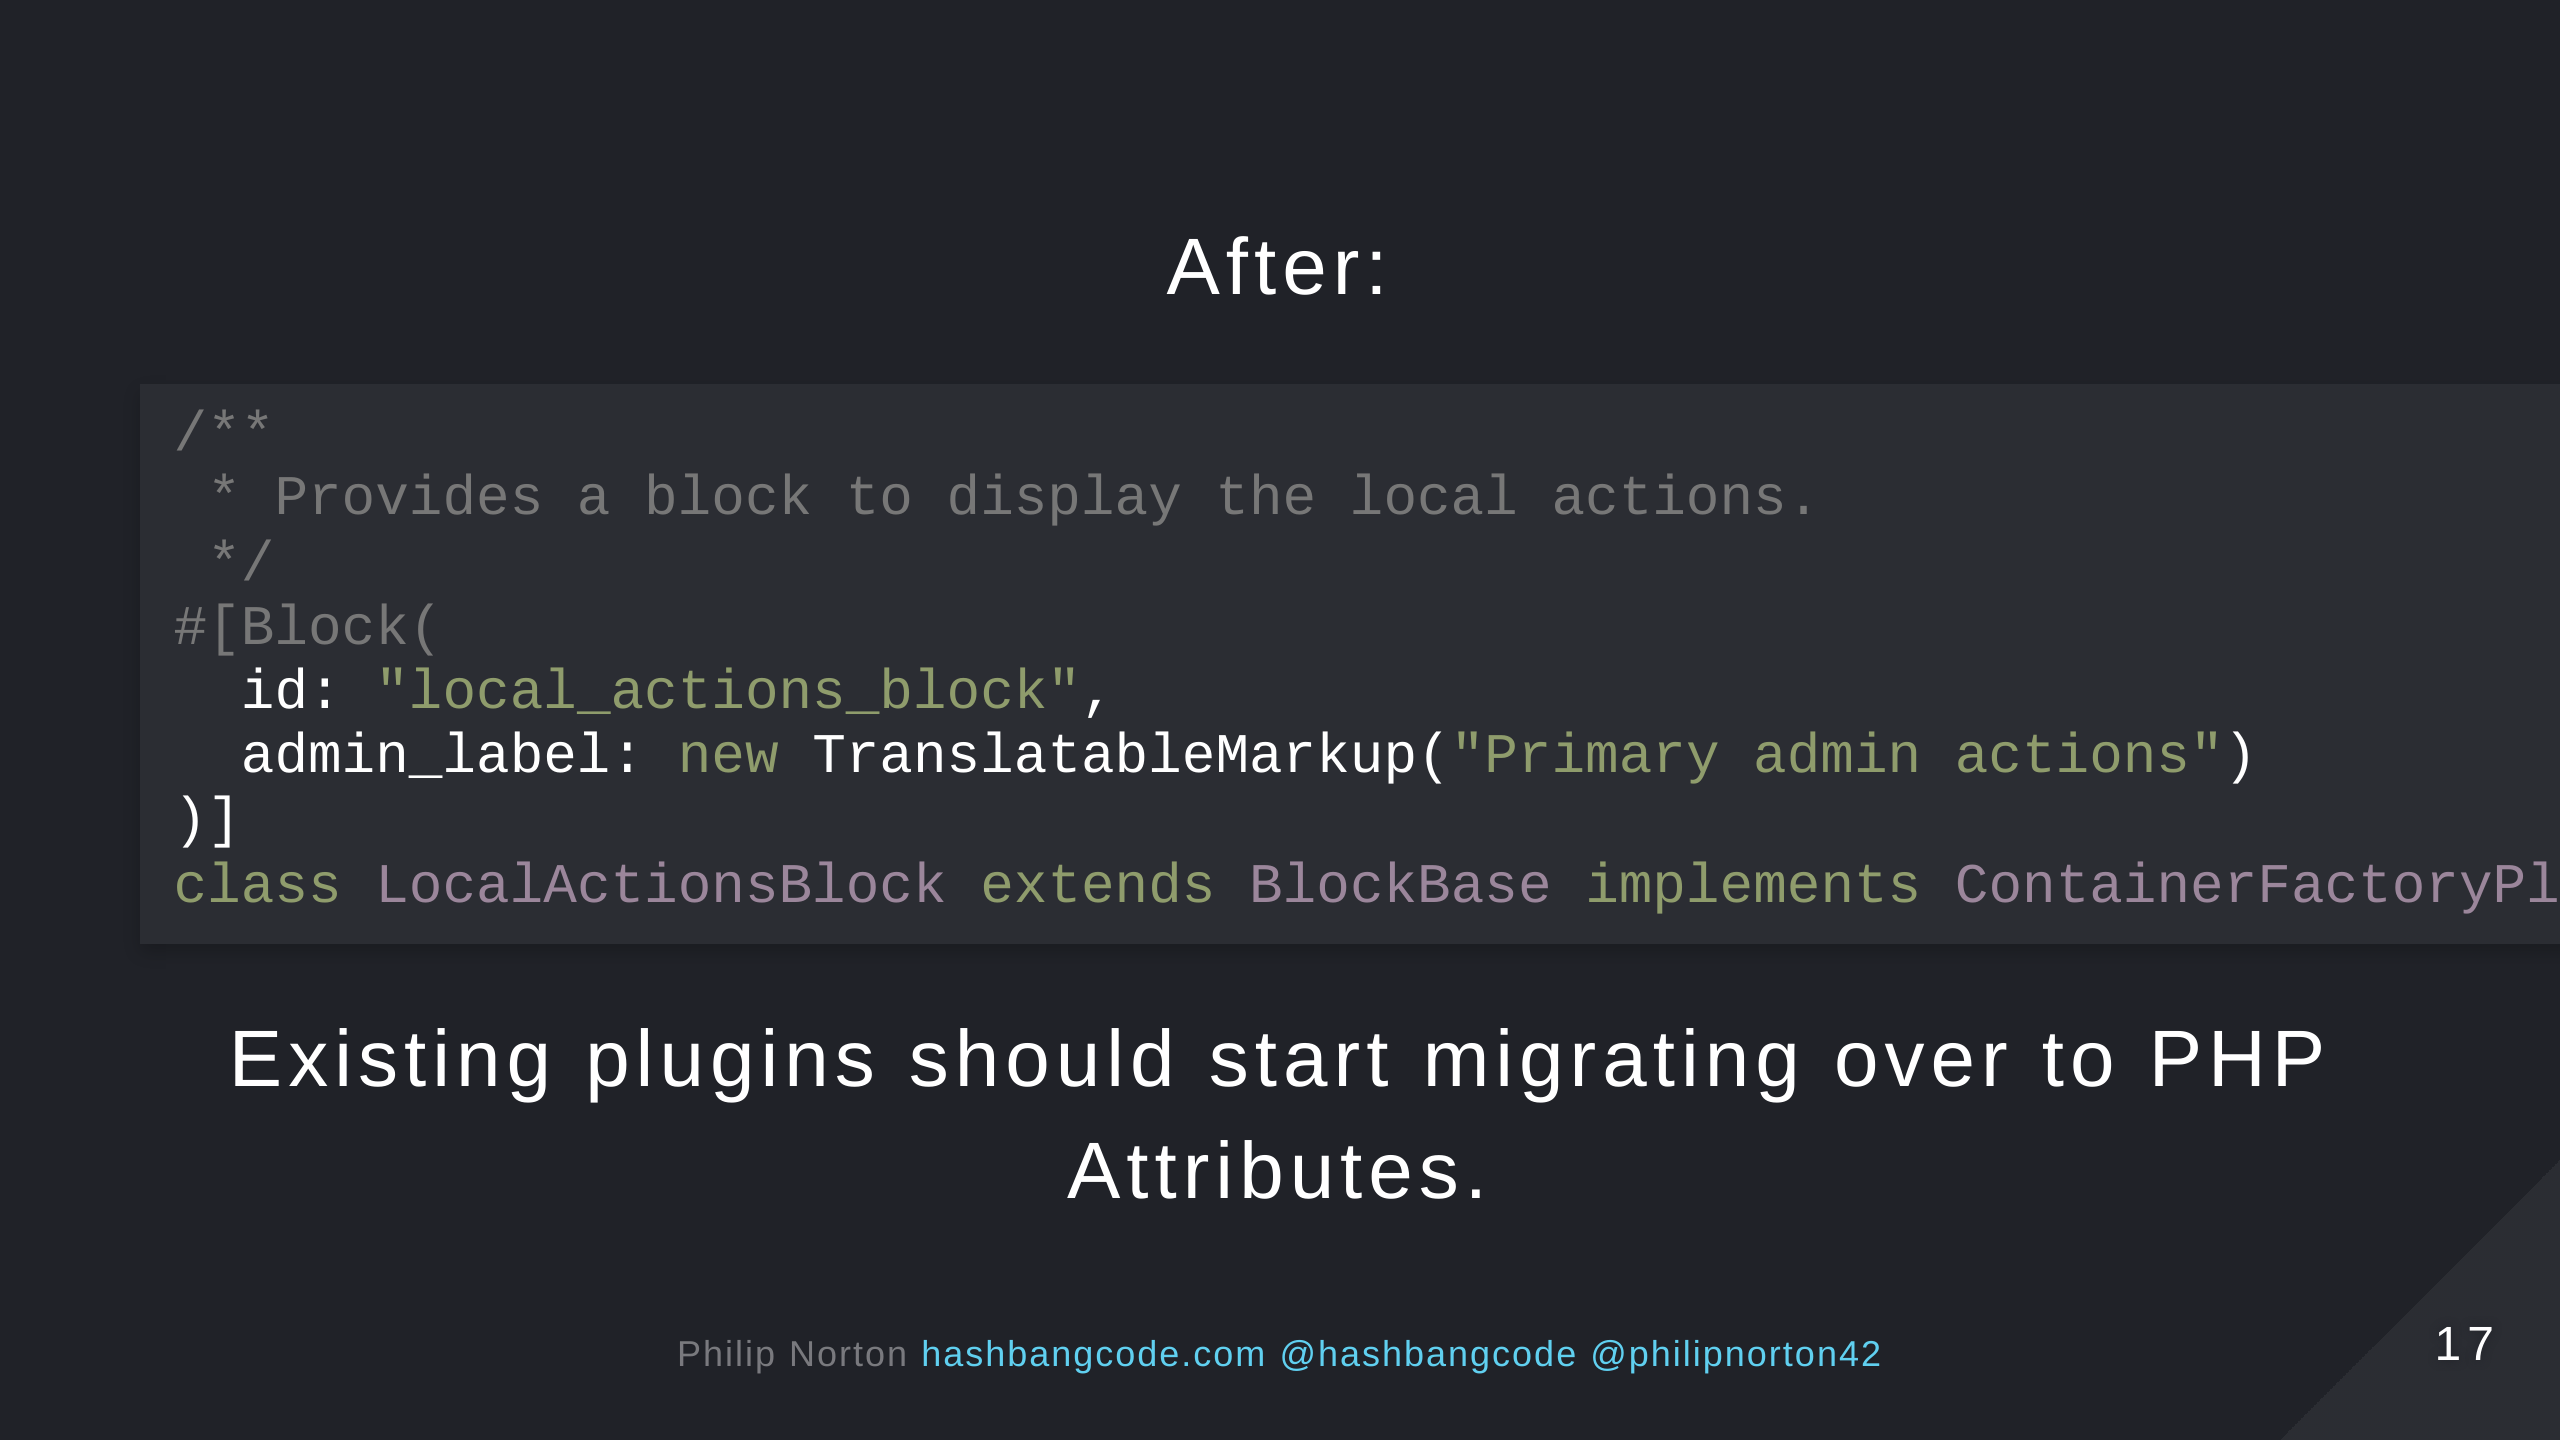 After:
/**
 * Provides a block to display the local actions.
 */
#[Block(
  id: "local_actions_block",
  admin_label: new TranslatableMarkup("Primary admin actions")
)]
class LocalActionsBlock extends BlockBase implements ContainerFactoryPl
Existing plugins should start migrating over to PHP
Attributes.
Philip Norton hashbangcode.com @hashbangcode @philipnorton42
17